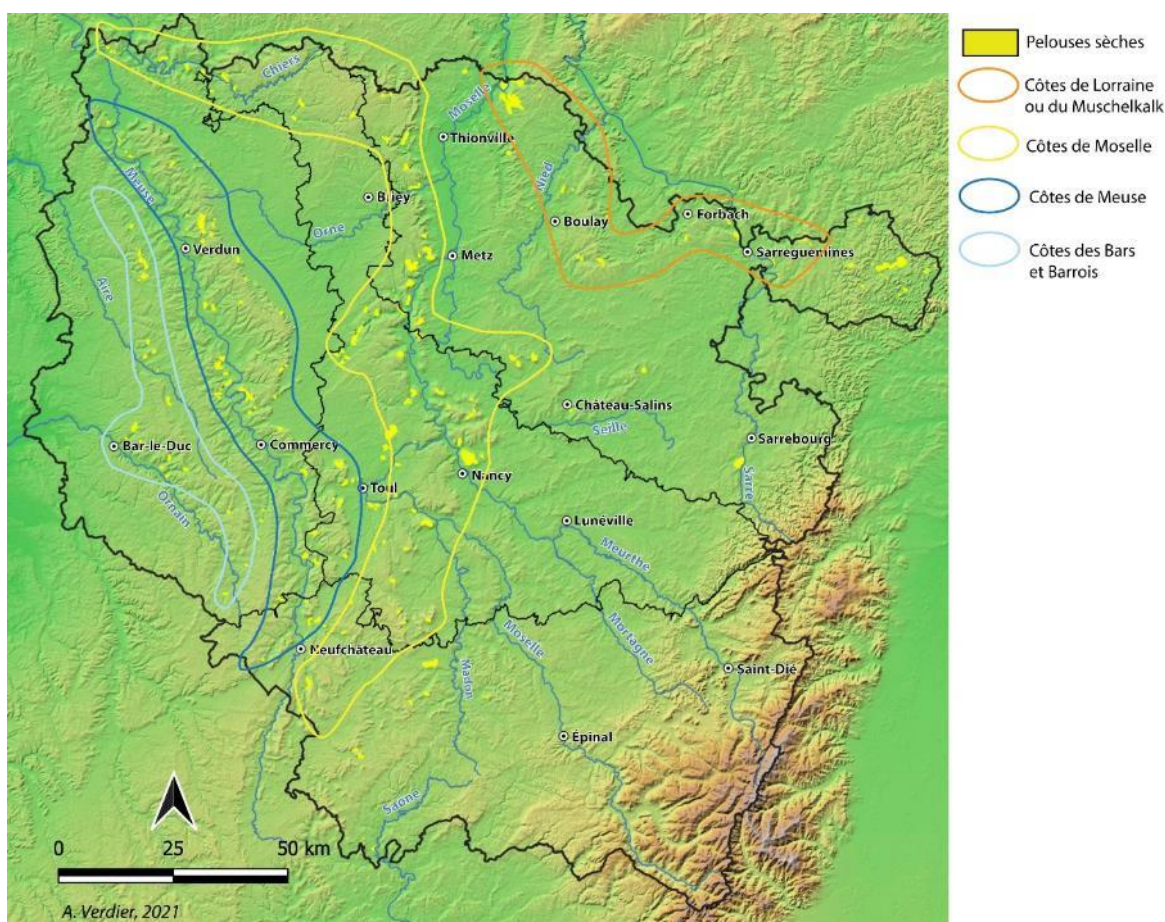 Pelouses sèches
Côtes de Lorraine
ou du Muschelkalk
Côtes de Moselle
Côtes de Meuse
Côtes des Bars
et Barrois
Chiers
Moselle
Thionville
Nied
Meuse
Briey
Boulay
Forbach
Orne
Verdun
Metz
Sarreguemines
Aire
Château-Salins
Seille
Bar-le-Duc
Commercy
Sarrebourg
Nancy
Toul
Sarre
Ornain
Lunéville
Meurthe
Mortagne
Moselle
Neufchâteau
Madon
Saint-Dié
Épinal
Saone
0 25 50 km
A. Verdier, 2021